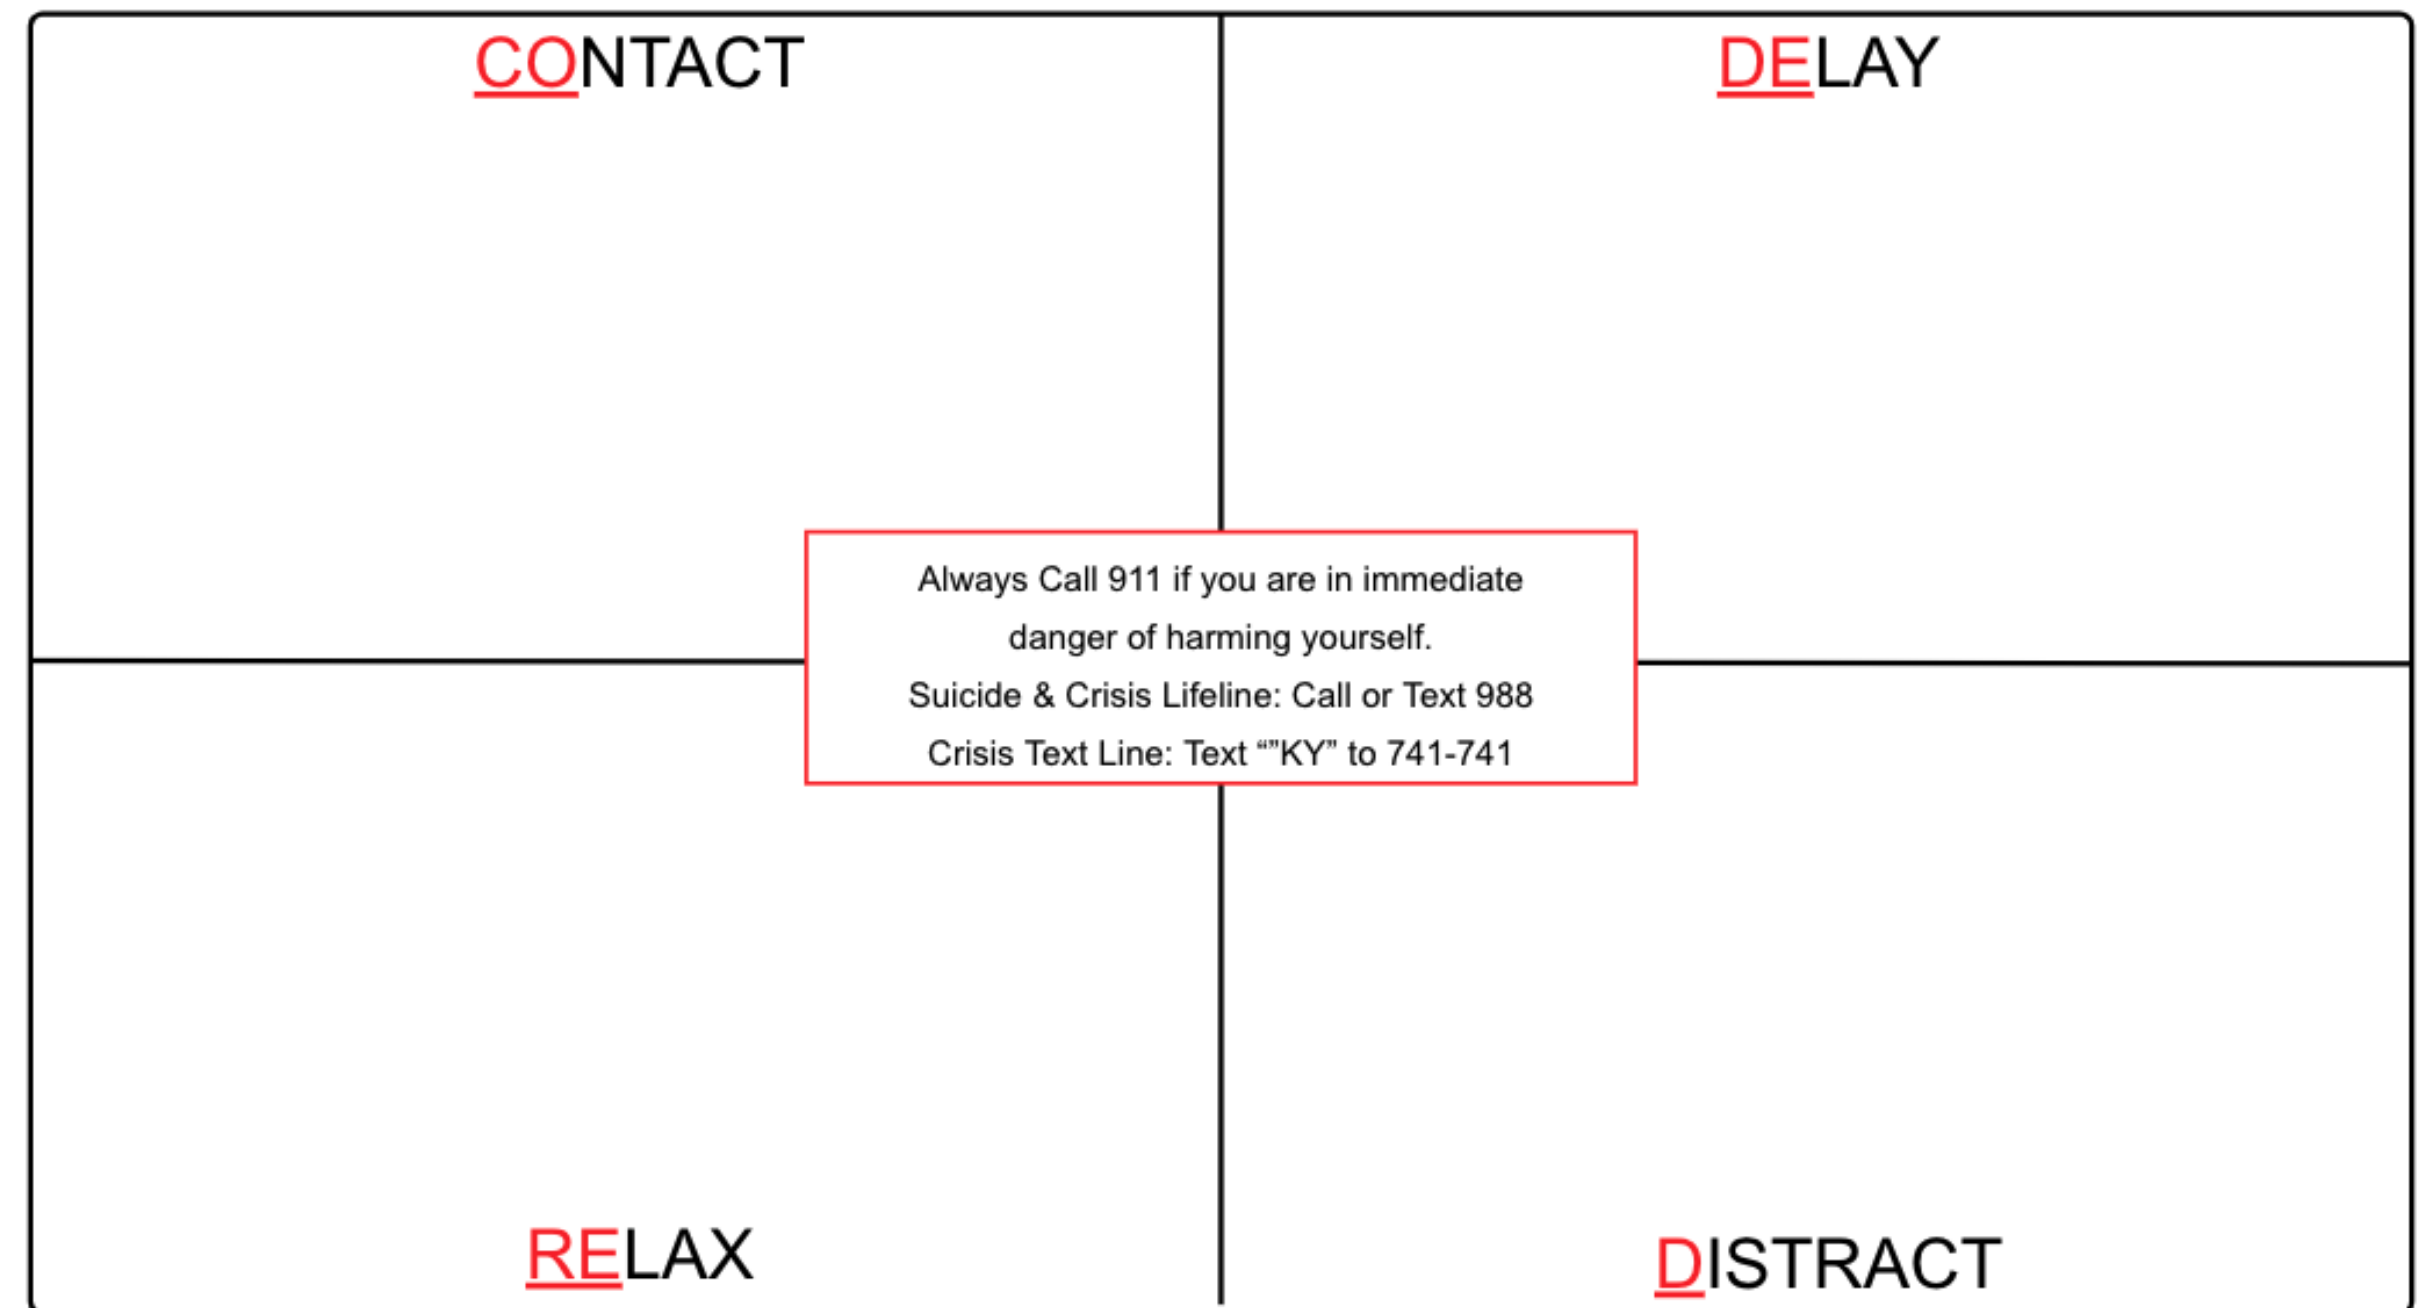 CONTACT
DELAY
Always Call 911 if you are in immediate
danger of harming yourself.
Suicide & Crisis Lifeline: Call or Text 988
Crisis Text Line: Text “”KY” to 741-741
RELAX
DISTRACT